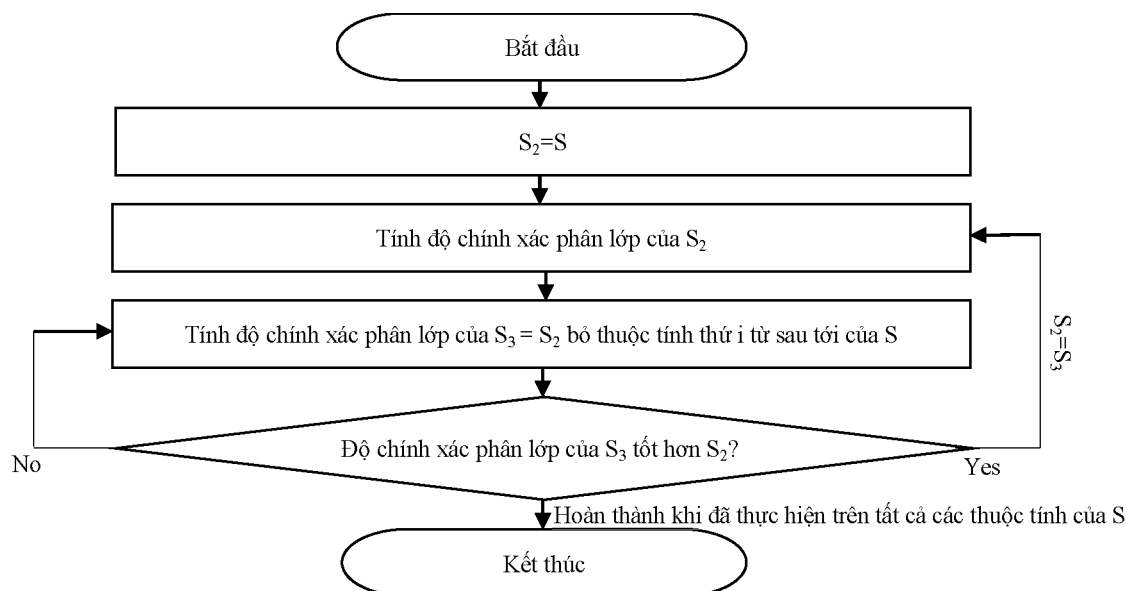 Bắt đầu
S₂=S
Tính độ chính xác phân lớp của S₂
Tính độ chính xác phân lớp của S₃ = S₂ bỏ thuộc tính thứ i từ sau tới của S
S₂=S₃
Độ chính xác phân lớp của S₃ tốt hơn S₂?
No
Yes
Hoàn thành khi đã thực hiện trên tất cả các thuộc tính của S
Kết thúc